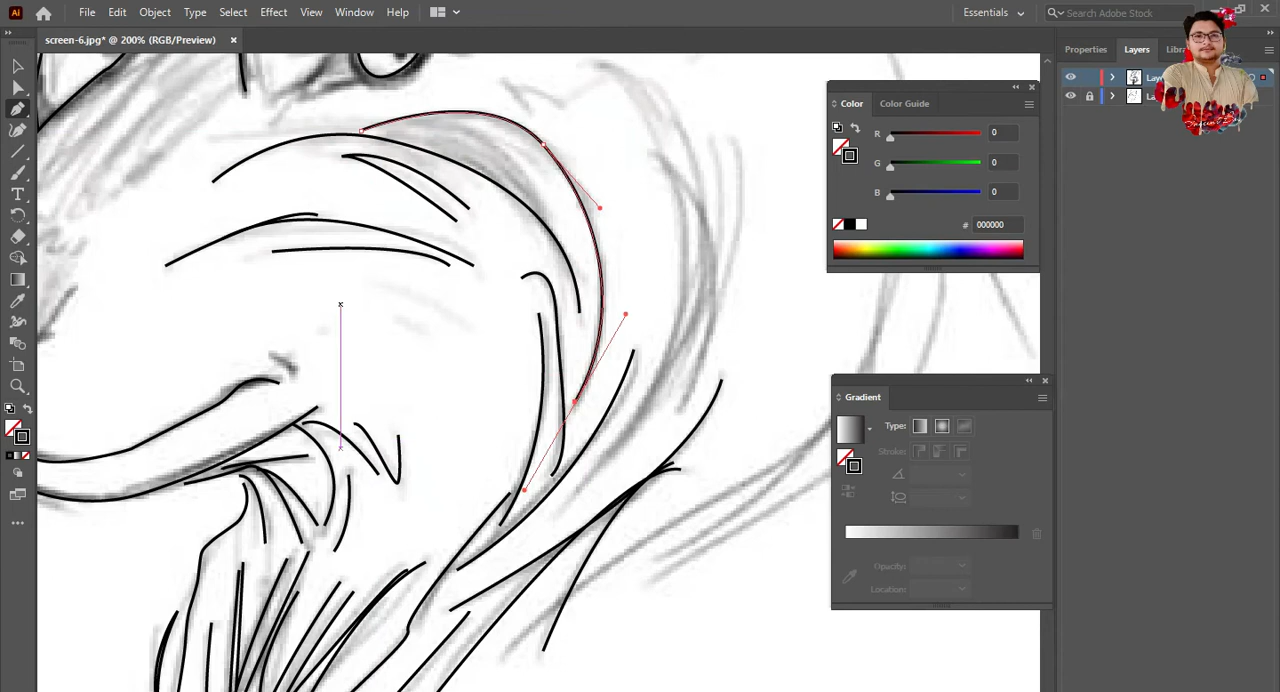 Ai File Edit Object Type Select Effect View Window Help Essentials Search Adobe Stock
screen-6.jpg* @ 200% (RGB/Preview)
Properties Layers
Color Color Guide
R 0
G 0
B 0
# 000000
Gradient
Type:
Stroke:
Opacity:
Location: